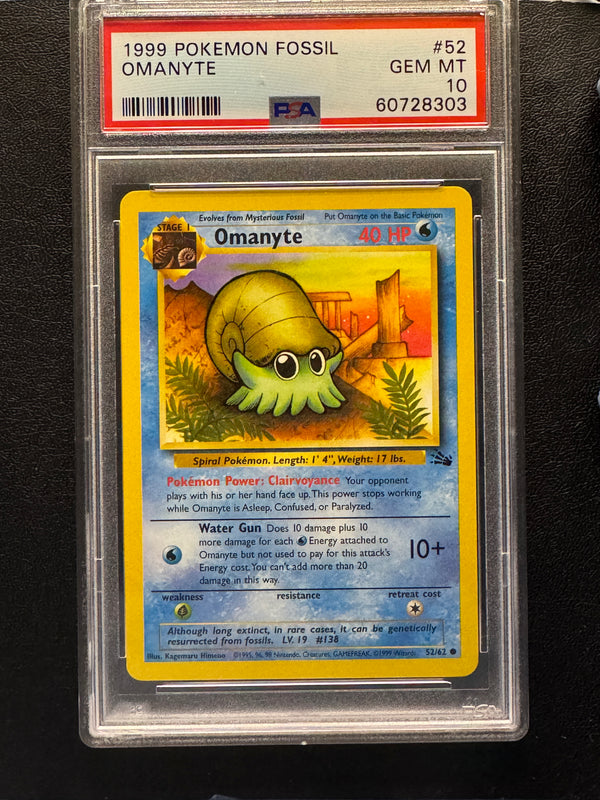 1999 POKEMON FOSSIL #52
OMANYTE GEM MT
10
PSA 60728303
Evolves from Mysterious Fossil Put Omanyte on the Basic Pokémon
STAGE 1
Omanyte 40 HP
Spiral Pokémon. Length: 1' 4", Weight: 17 lbs.
Pokémon Power: Clairvoyance Your opponent
plays with his or her hand face up. This power stops working
while Omanyte is Asleep, Confused, or Paralyzed.
Water Gun Does 10 damage plus 10
more damage for each Energy attached to
Omanyte but not used to pay for this attack's
Energy cost. You can't add more than 20
damage in this way.
10+
weakness resistance retreat cost
Although long extinct, in rare cases, it can be genetically
resurrected from fossils. LV. 19 #138
Illus. Kagemaru Himeno ©1995, 96, 98 Nintendo, Creatures, GAMEFREAK. ©1999 Wizards. 52/62